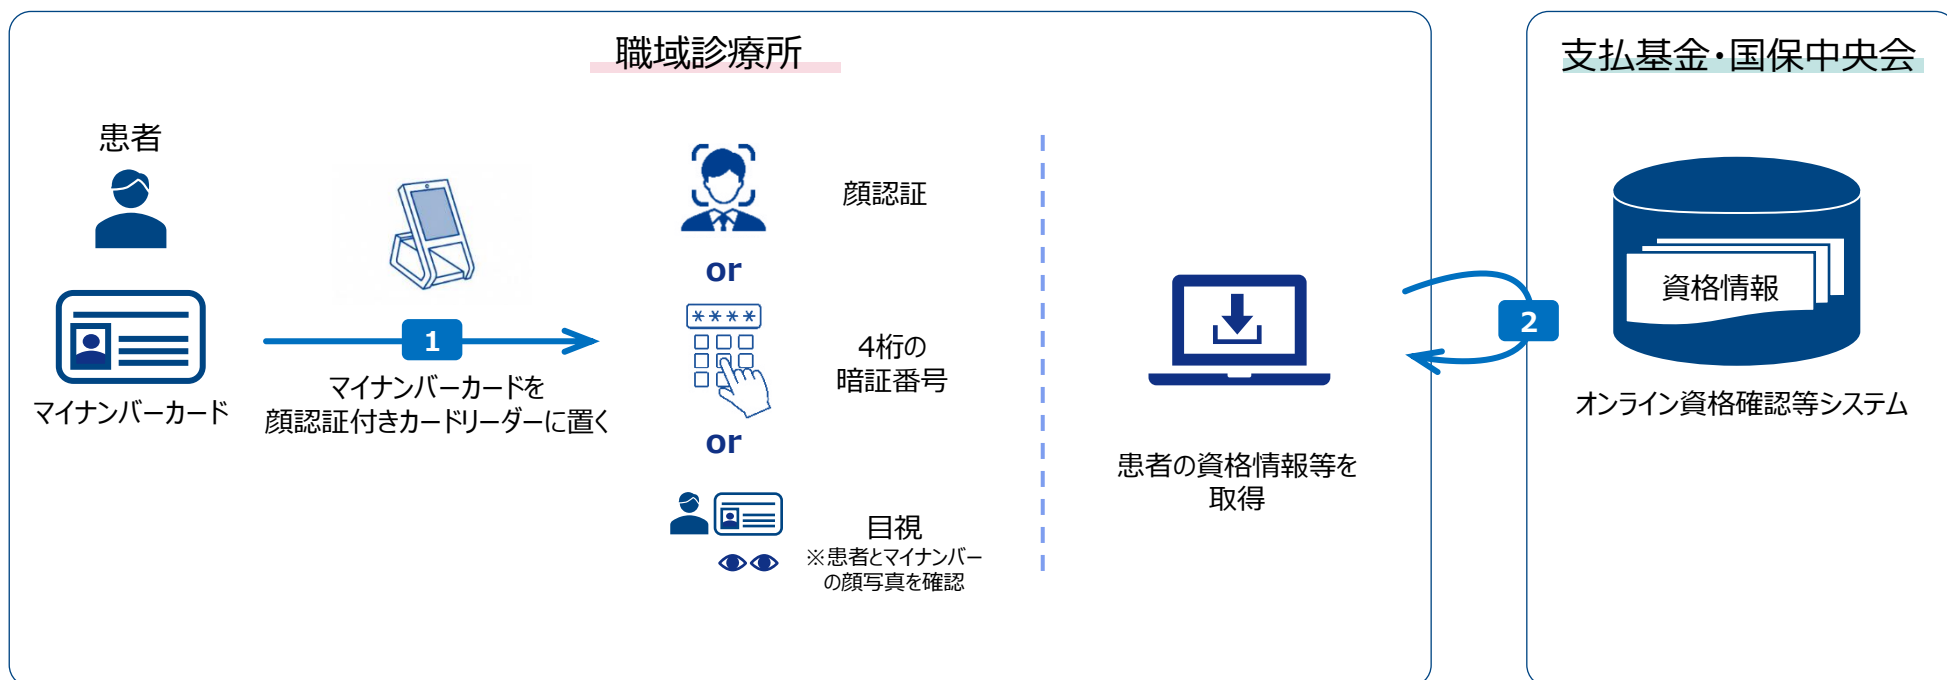 職域診療所
支払基金・国保中央会
患者
マイナンバーカード
1
マイナンバーカードを
顔認証付きカードリーダーに置く
顔認証
or
****
4桁の
暗証番号
or
目視
※患者とマイナンバー
の顔写真を確認
患者の資格情報等を
取得
2
資格情報
オンライン資格確認等システム